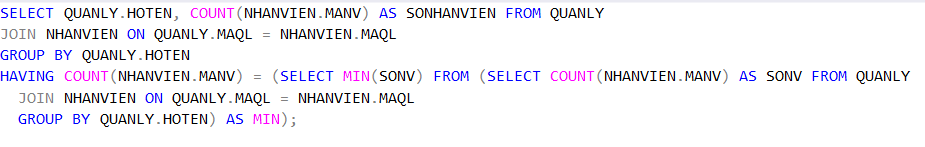 SELECT QUANLY.HOTEN, COUNT(NHANVIEN.MANV) AS SONHANVIEN FROM QUANLY
JOIN NHANVIEN ON QUANLY.MAQL = NHANVIEN.MAQL
GROUP BY QUANLY.HOTEN
HAVING COUNT(NHANVIEN.MANV) = (SELECT MIN(SONV) FROM (SELECT COUNT(NHANVIEN.MANV) AS SONV FROM QUANLY
JOIN NHANVIEN ON QUANLY.MAQL = NHANVIEN.MAQL
GROUP BY QUANLY.HOTEN) AS MIN);